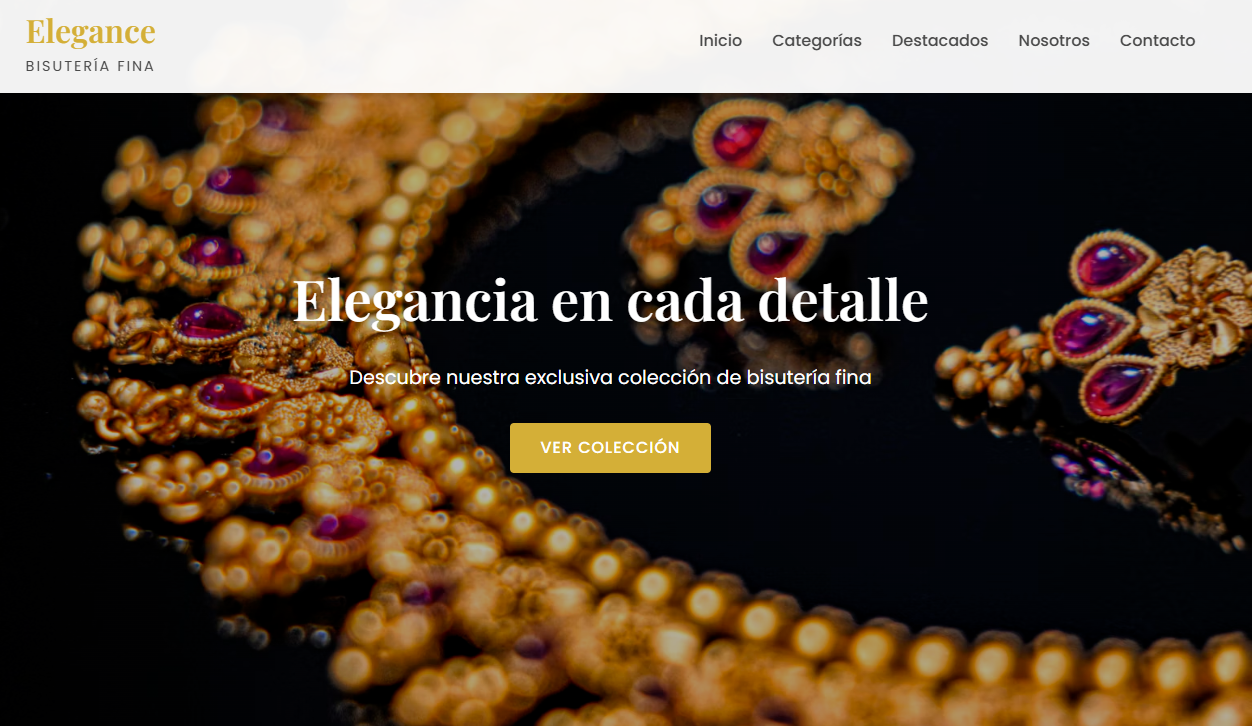 Elegance
BISUTERÍA FINA
Inicio Categorías Destacados Nosotros Contacto
Elegancia en cada detalle
Descubre nuestra exclusiva colección de bisutería fina
VER COLECCIÓN